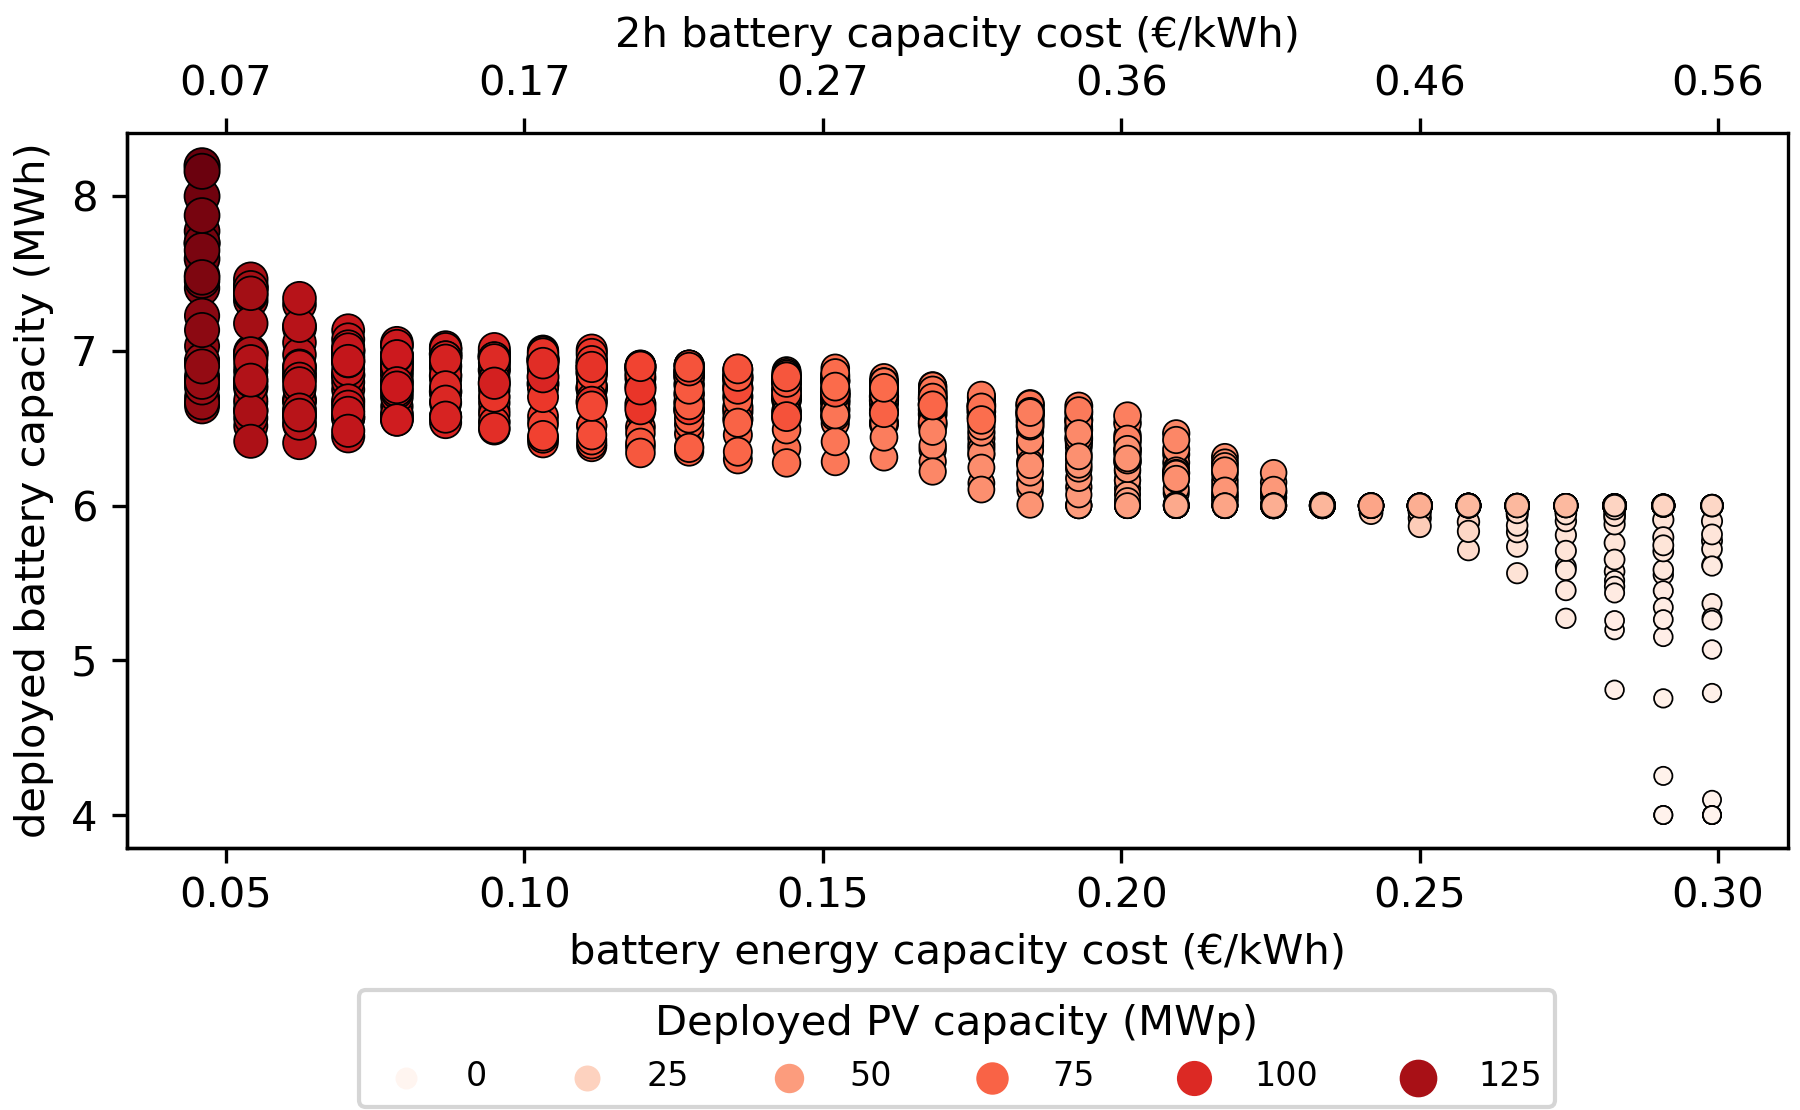 2h battery capacity cost (€/kWh)
0.07 0.17 0.27 0.36 0.46 0.56
deployed battery capacity (MWh)
8
7
6
5
4
0.05 0.10 0.15 0.20 0.25 0.30
battery energy capacity cost (€/kWh)
Deployed PV capacity (MWp)
0 25 50 75 100 125